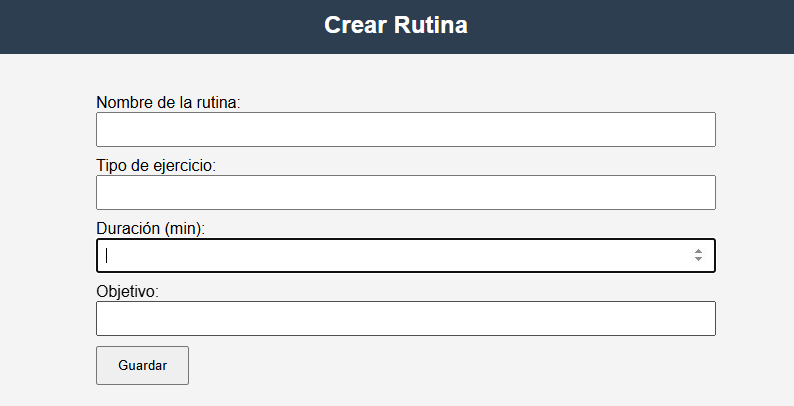 Crear Rutina
Nombre de la rutina:
Tipo de ejercicio:
Duración (min):
Objetivo:
Guardar